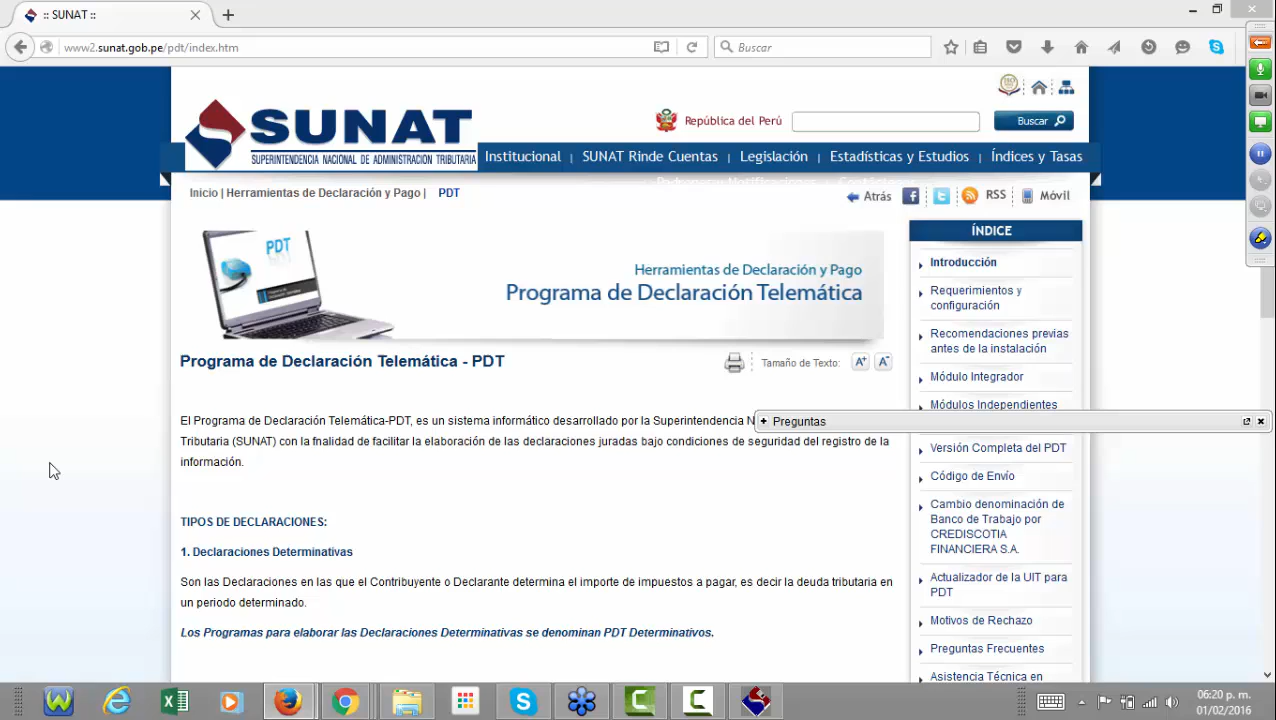 :: SUNAT ::
www2.sunat.gob.pe/pdt/index.htm
Buscar
SUNAT
SUPERINTENDENCIA NACIONAL DE ADMINISTRACIÓN TRIBUTARIA
República del Perú
Buscar
Institucional | SUNAT Rinde Cuentas | Legislación | Estadísticas y Estudios | Índices y Tasas
Inicio | Herramientas de Declaración y Pago | PDT
Atrás
RSS
Móvil
PDT
Herramientas de Declaración y Pago
Programa de Declaración Telemática
Programa de Declaración Telemática - PDT
Tamaño de Texto: A+ A-
El Programa de Declaración Telemática-PDT, es un sistema informático desarrollado por la Superintendencia N
Tributaria (SUNAT) con la fnalidad de facilitar la elaboración de las declaraciones juradas bajo condiciones de seguridad del registro de la
información.
TIPOS DE DECLARACIONES:
1. Declaraciones Determinativas
Son las Declaraciones en las que el Contribuyente o Declarante determina el importe de impuestos a pagar, es decir la deuda tributaria en
un periodo determinado.
Los Programas para elaborar las Declaraciones Determinativas se denominan PDT Determinativos.
ÍNDICE
Introducción
Requerimientos y
configuración
Recomendaciones previas
antes de la instalación
Módulo Integrador
Módulos Independientes
Preguntas
Versión Completa del PDT
Código de Envío
Cambio denominación de
Banco de Trabajo por
CREDISCOTIA
FINANCIERA S.A.
Actualizador de la UIT para
PDT
Motivos de Rechazo
Preguntas Frecuentes
Asistencia Técnica en
06:20 p. m.
01/02/2016